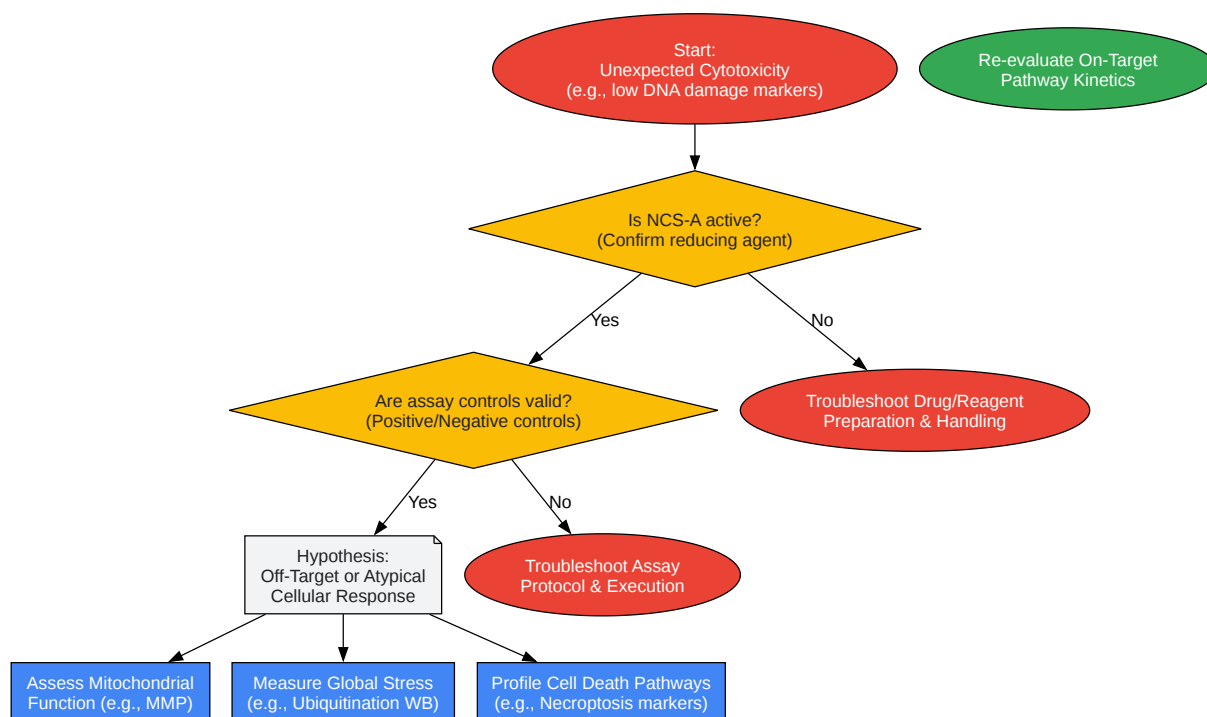 Start:
Unexpected Cytotoxicity
(e.g., low DNA damage markers)
Re-evaluate On-Target
Pathway Kinetics
Is NCS-A active?
(Confirm reducing agent)
Yes
No
Are assay controls valid?
(Positive/Negative controls)
Troubleshoot Drug/Reagent
Preparation & Handling
Yes
No
Hypothesis:
Off-Target or Atypical
Cellular Response
Troubleshoot Assay
Protocol & Execution
Assess Mitochondrial
Function (e.g., MMP)
Measure Global Stress
(e.g., Ubiquitination WB)
Profile Cell Death Pathways
(e.g., Necroptosis markers)